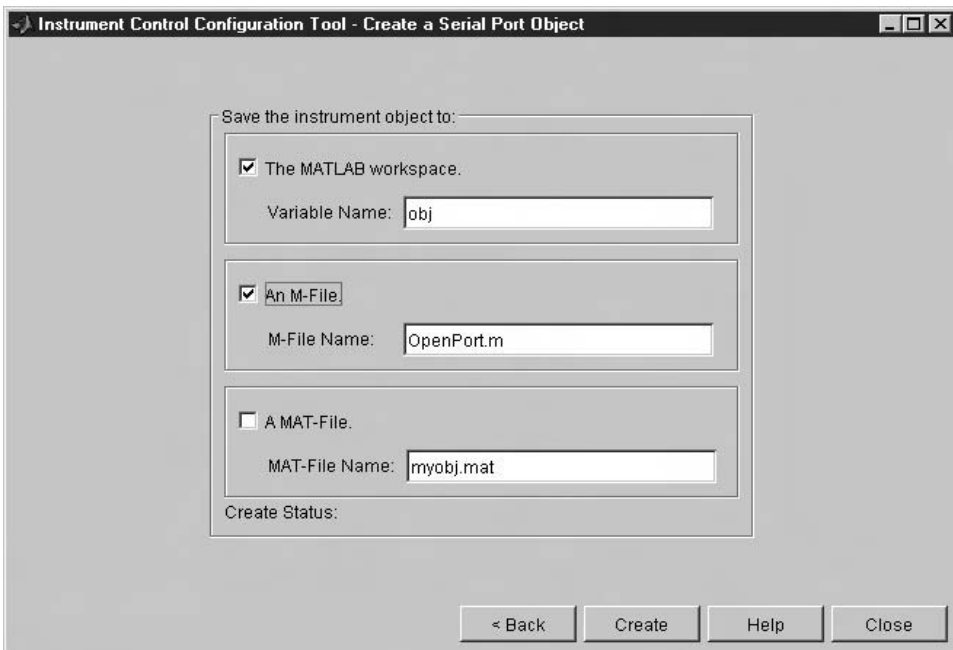 Instrument Control Configuration Tool - Create a Serial Port Object
Save the instrument object to:
The MATLAB workspace.
Variable Name: obj
An M-File.
M-File Name: OpenPort.m
A MAT-File.
MAT-File Name: myobj.mat
Create Status:
< Back Create Help Close